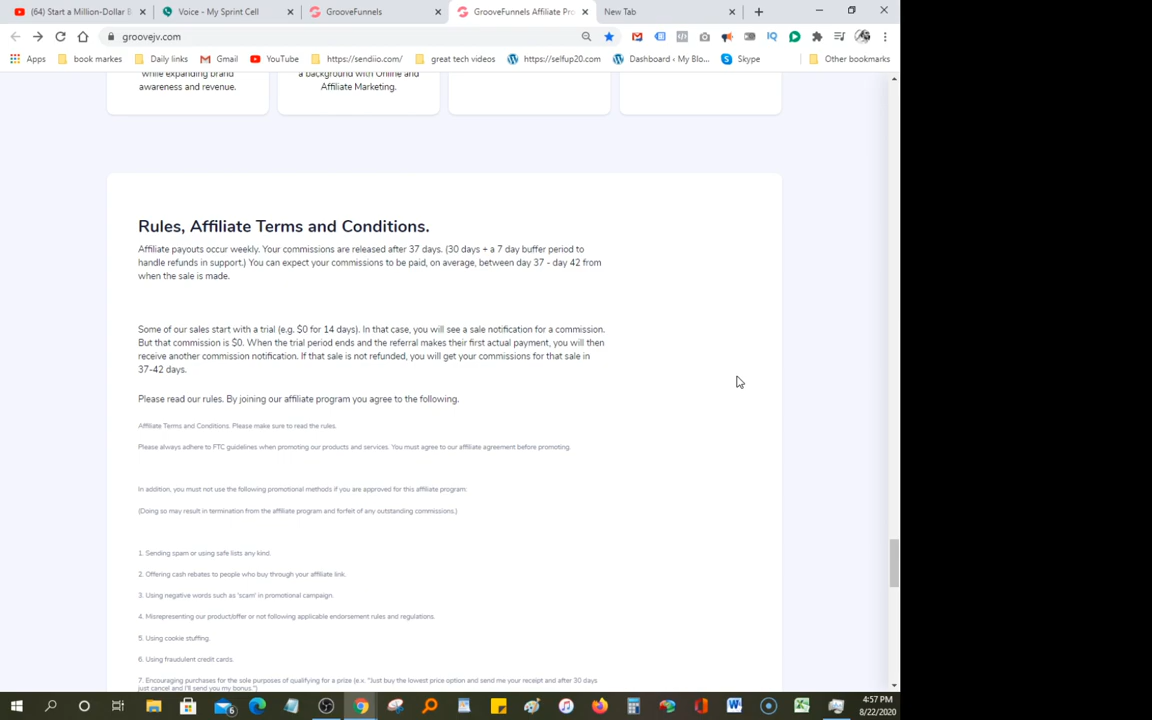 (64) Start a Million-Dollar B
Voice - My Sprint Cell
GrooveFunnels
GrooveFunnels Affiliate Pro
New Tab
groovejv.com
Apps
book markes
Daily links
Gmail
YouTube
https://sendiio.com/
great tech videos
https://selfup20.com
Dashboard ‹ My Blo...
Skype
Other bookmarks
while expanding brand
awareness and revenue.
a background with Online and
Affiliate Marketing.
Rules, Affiliate Terms and Conditions.
Affiliate payouts occur weekly. Your commissions are released after 37 days. (30 days + a 7 day buffer period to
handle refunds in support.) You can expect your commissions to be paid, on average, between day 37 - day 42 from
when the sale is made.
Some of our sales start with a trial (e.g. $0 for 14 days). In that case, you will see a sale notification for a commission.
But that commission is $0. When the trial period ends and the referral makes their first actual payment, you will then
receive another commission notification. If that sale is not refunded, you will get your commissions for that sale in
37-42 days.
Please read our rules. By joining our affiliate program you agree to the following.
Affiliate Terms and Conditions. Please make sure to read the rules.
Please always adhere to FTC guidelines when promoting our products and services. You must agree to our affiliate agreement before promoting.
In addition, you must not use the following promotional methods if you are approved for this affiliate program:
(Doing so may result in termination from the affiliate program and forfeit of any outstanding commissions.)
1. Sending spam or using safe lists any kind.
2. Offering cash rebates to people who buy through your affiliate link.
3. Using negative words such as 'scam' in promotional campaign.
4. Misrepresenting our product/offer or not following applicable endorsement rules and regulations.
5. Using cookie stuffing.
6. Using fraudulent credit cards.
7. Encouraging purchases for the sole purposes of qualifying for a prize (e.x. "Just buy the lowest price option and send me your receipt and after 30 days
just cancel and I'll send you my bonus.")
4:57 PM
8/22/2020